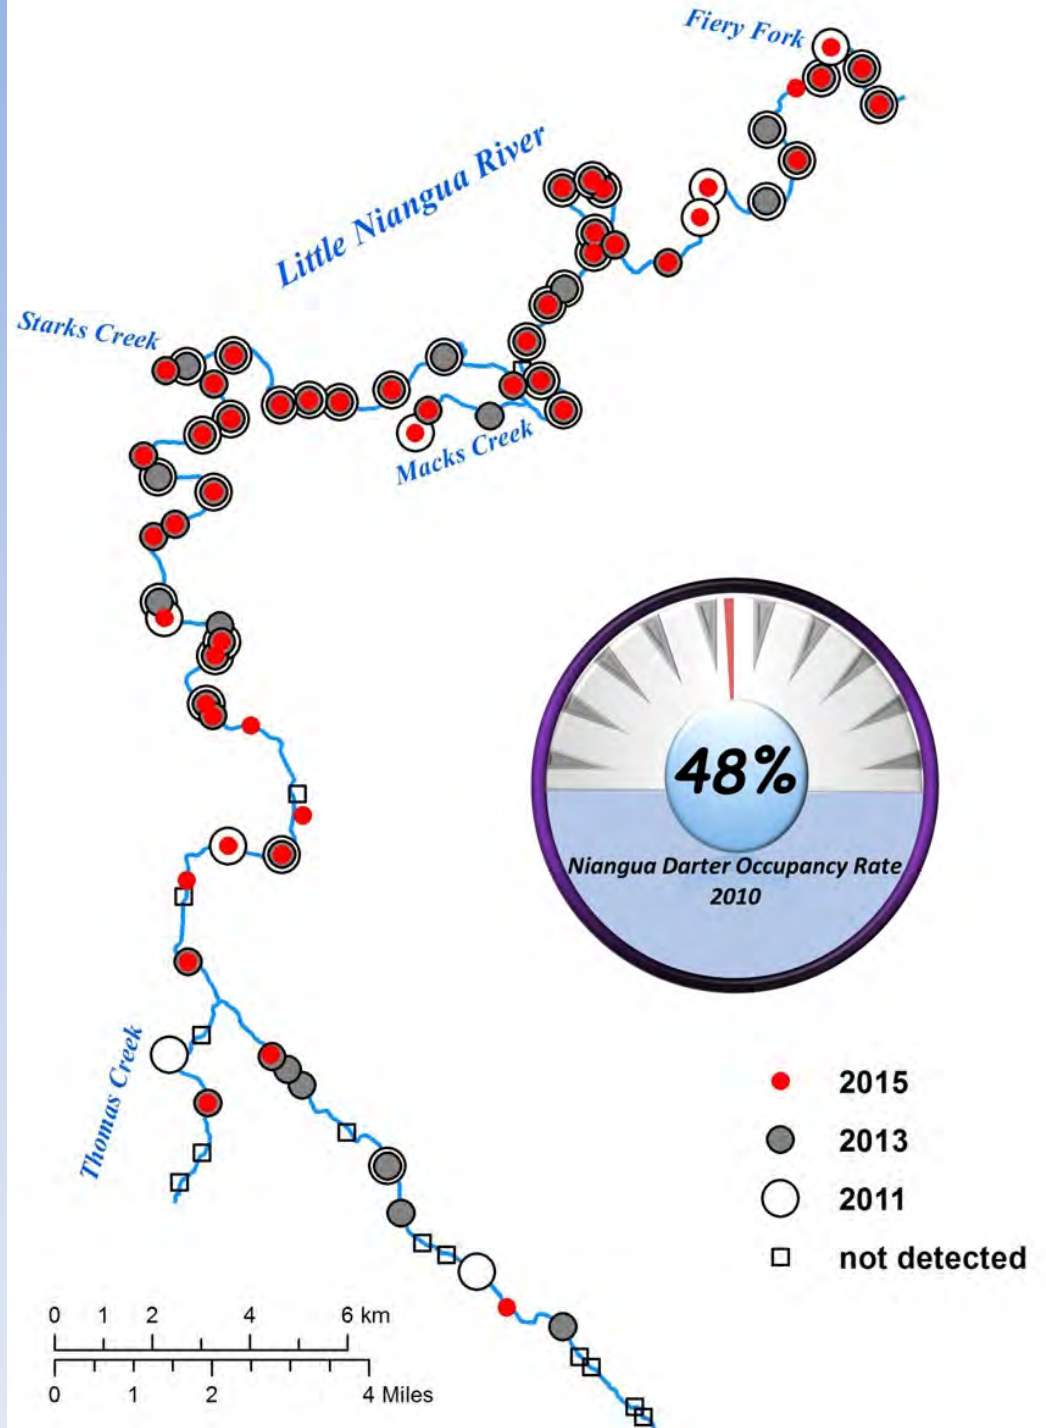 Fiery Fork
Little Niangua River
Starks Creek
Macks Creek
48%
Niangua Darter Occupancy Rate
2010
Thomas Creek
2015
2013
2011
not detected
0 1 2 4 6 km
0 1 2 4 Miles